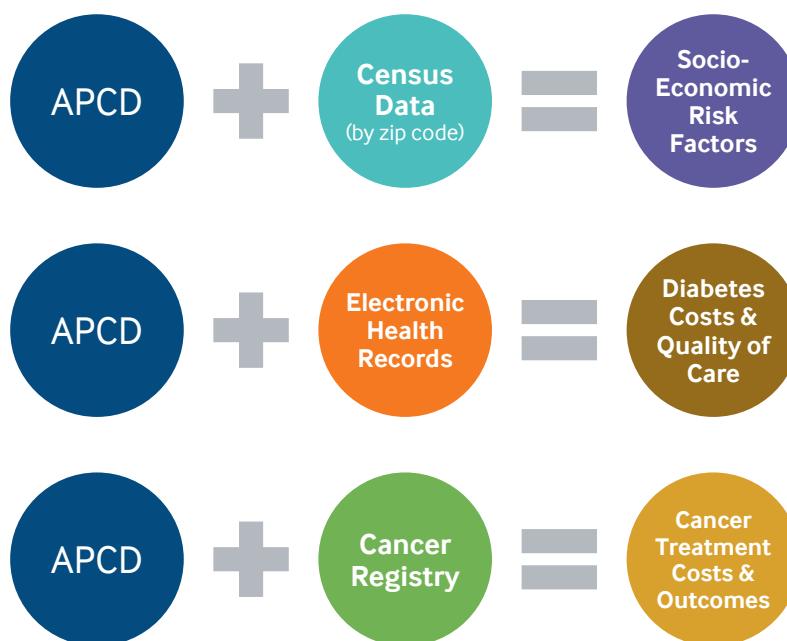 APCD
Census
Data
(by zip code)
Socio-
Economic
Risk
Factors
APCD
Electronic
Health
Records
Diabetes
Costs &
Quality of
Care
APCD
Cancer
Registry
Cancer
Treatment
Costs &
Outcomes